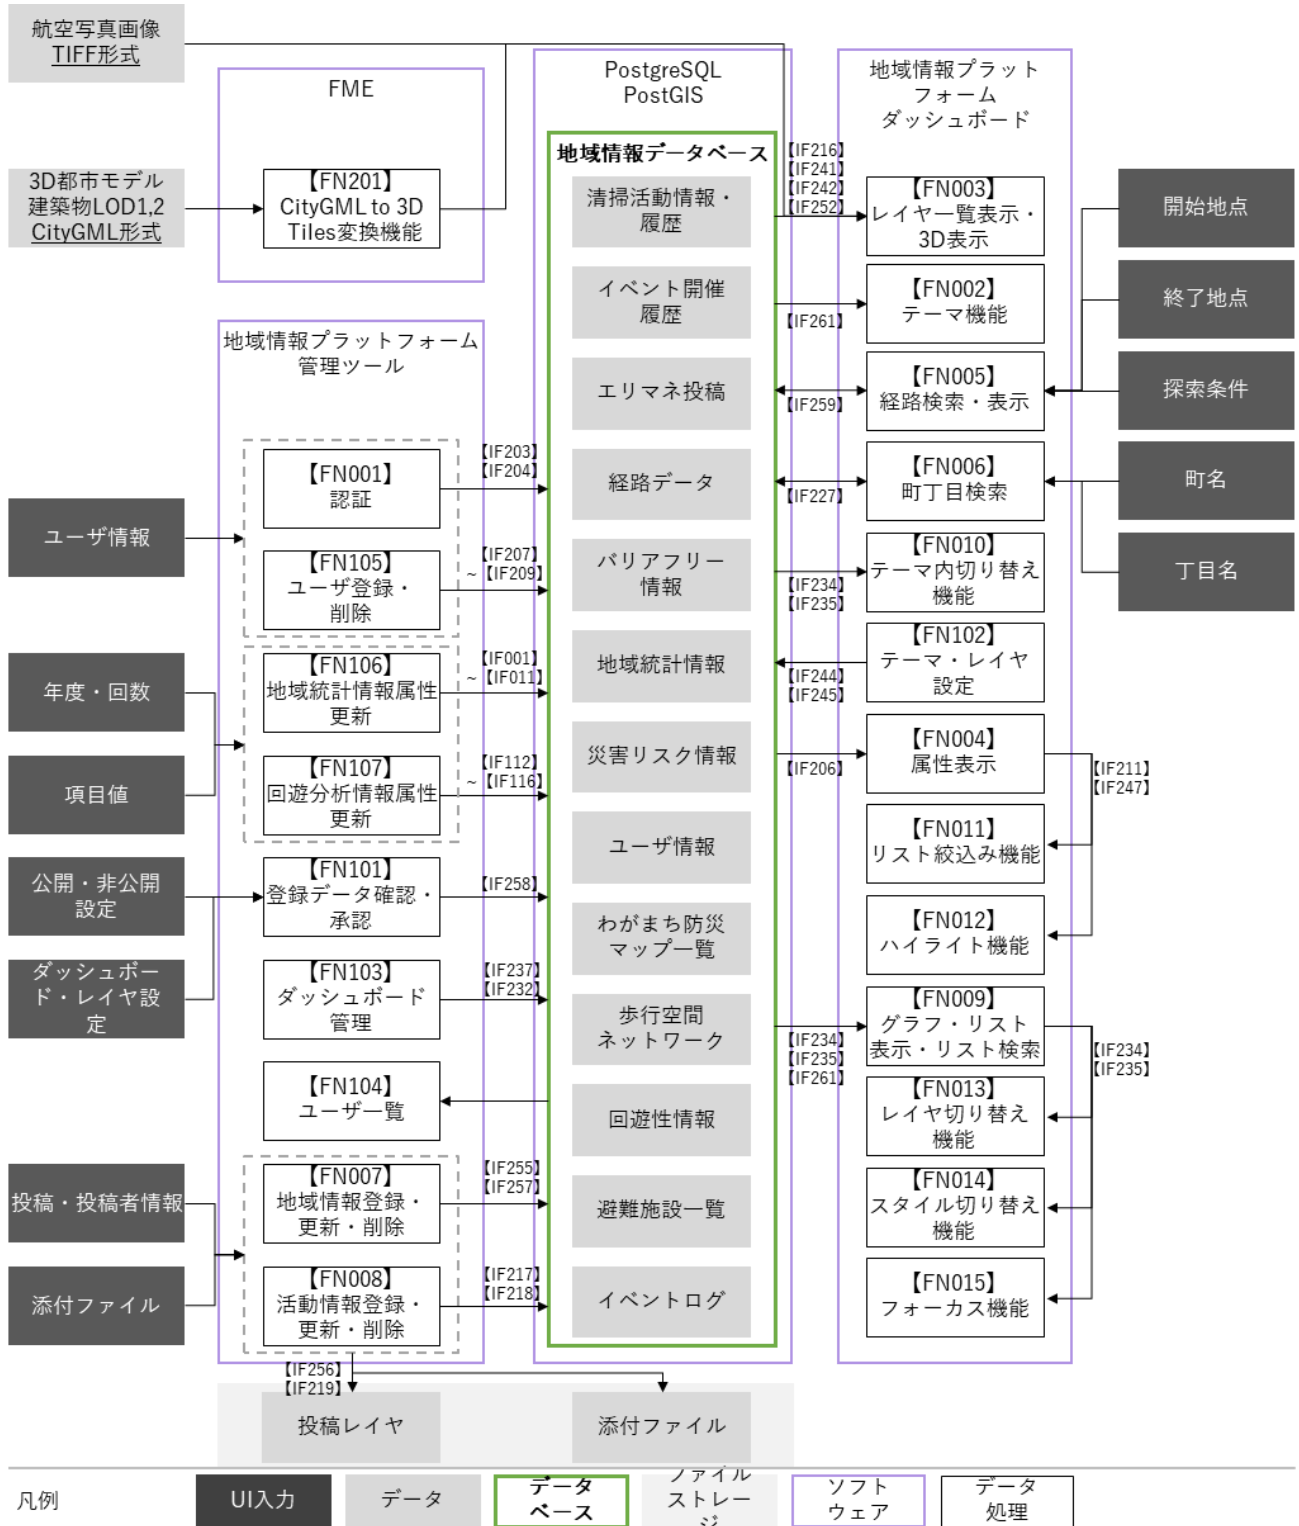 航空写真画像
TIFF形式
3D都市モデル
建築物LOD1,2
CityGML形式
FME
【FN201】
CityGML to 3D
Tiles変換機能
地域情報プラットフォーム
管理ツール
ユーザ情報
年度・回数
項目値
公開・非公開
設定
ダッシュボー
ド・レイヤ設
定
投稿・投稿者情報
添付ファイル
【FN001】
認証
【FN105】
ユーザ登録・
削除
【FN106】
地域統計情報属性
更新
【FN107】
回遊分析情報属性
更新
【FN101】
登録データ確認・
承認
【FN103】
ダッシュボード
管理
【FN104】
ユーザ一覧
【FN007】
地域情報登録・
更新・削除
【FN008】
活動情報登録・
更新・削除
【IF203】
【IF204】
【IF207】
~【IF209】
【IF001】
~【IF011】
【IF112】
~【IF116】
【IF258】
【IF237】
【IF232】
【IF255】
【IF257】
【IF217】
【IF218】
【IF256】
【IF219】
投稿レイヤ
添付ファイル
PostgreSQL
PostGIS
地域情報データベース
清掃活動情報・
履歴
イベント開催
履歴
エリマネ投稿
経路データ
バリアフリー
情報
地域統計情報
災害リスク情報
ユーザ情報
わがまち防災
マップ一覧
歩行空間
ネットワーク
回遊性情報
避難施設一覧
イベントログ
【IF216】
【IF241】
【IF242】
【IF252】
【IF261】
【IF259】
【IF227】
【IF234】
【IF235】
【IF244】
【IF245】
【IF206】
【IF234】
【IF235】
【IF261】
地域情報プラット
フォーム
ダッシュボード
【FN003】
レイヤ一覧表示・
3D表示
【FN002】
テーマ機能
【FN005】
経路検索・表示
【FN006】
町丁目検索
【FN010】
テーマ内切り替え
機能
【FN102】
テーマ・レイヤ
設定
【FN004】
属性表示
【FN011】
リスト絞込み機能
【FN012】
ハイライト機能
【FN009】
グラフ・リスト
表示・リスト検索
【FN013】
レイヤ切り替え
機能
【FN014】
スタイル切り替え
機能
【FN015】
フォーカス機能
【IF211】
【IF247】
【IF234】
【IF235】
開始地点
終了地点
探索条件
町名
丁目名
凡例
UI入力
データ
データ
ベース
ファイル
ストレー
ジ
ソフト
ウェア
データ
処理